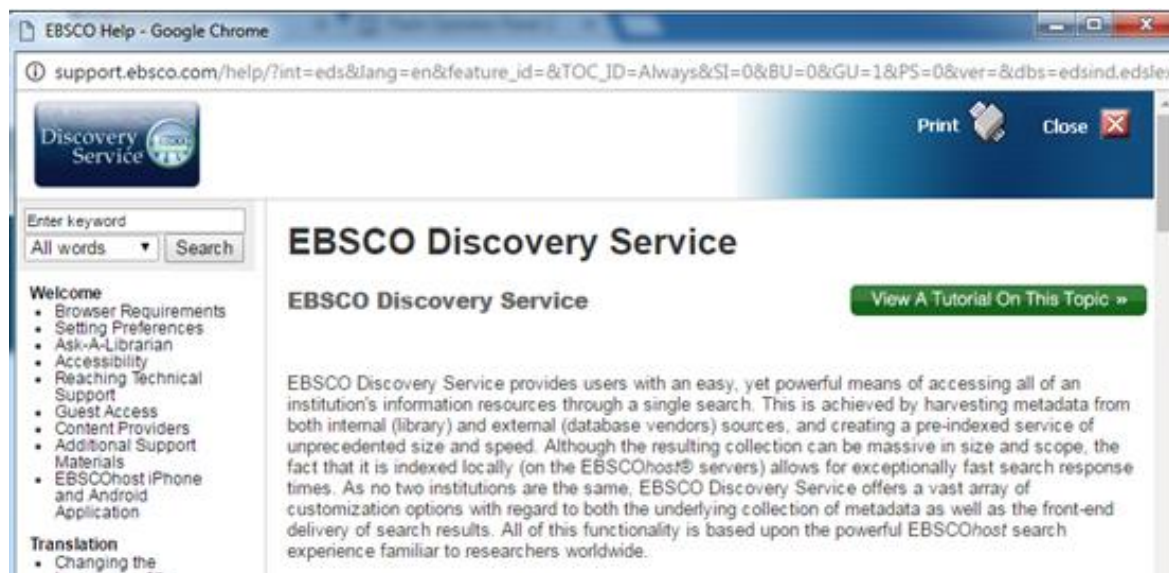 EBSCO Help - Google Chrome
support.ebsco.com/help/?int=eds&lang=en&feature_id=&TOC_ID=Always&SI=0&BU=0&GU=1&PS=0&ver=&dbs=edsind.edslex
Discovery
Service
Print
Close
Enter keyword
All words
Search
Welcome
• Browser Requirements
• Setting Preferences
• Ask-A-Librarian
• Accessibility
• Reaching Technical
Support
• Guest Access
• Content Providers
• Additional Support
Materials
• EBSCOhost iPhone
and Android
Application
Translation
• Changing the
EBSCO Discovery Service
EBSCO Discovery Service
View A Tutorial On This Topic »
EBSCO Discovery Service provides users with an easy, yet powerful means of accessing all of an
institution's information resources through a single search. This is achieved by harvesting metadata from
both internal (library) and external (database vendors) sources, and creating a pre-indexed service of
unprecedented size and speed. Although the resulting collection can be massive in size and scope, the
fact that it is indexed locally (on the EBSCOhost® servers) allows for exceptionally fast search response
times. As no two institutions are the same, EBSCO Discovery Service offers a vast array of
customization options with regard to both the underlying collection of metadata as well as the front-end
delivery of search results. All of this functionality is based upon the powerful EBSCOhost search
experience familiar to researchers worldwide.